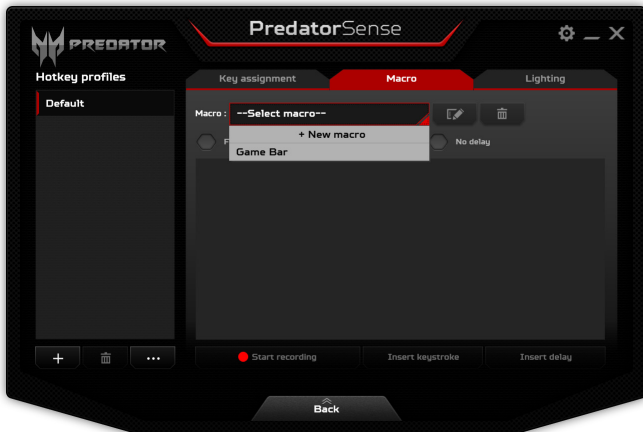 PREDATOR
PredatorSense
Hotkey profiles
Key assignment
Macro
Lighting
Default
Macro :
--Select macro--
+ New macro
No delay
Game Bar
Start recording
Insert keystroke
Insert delay
Back